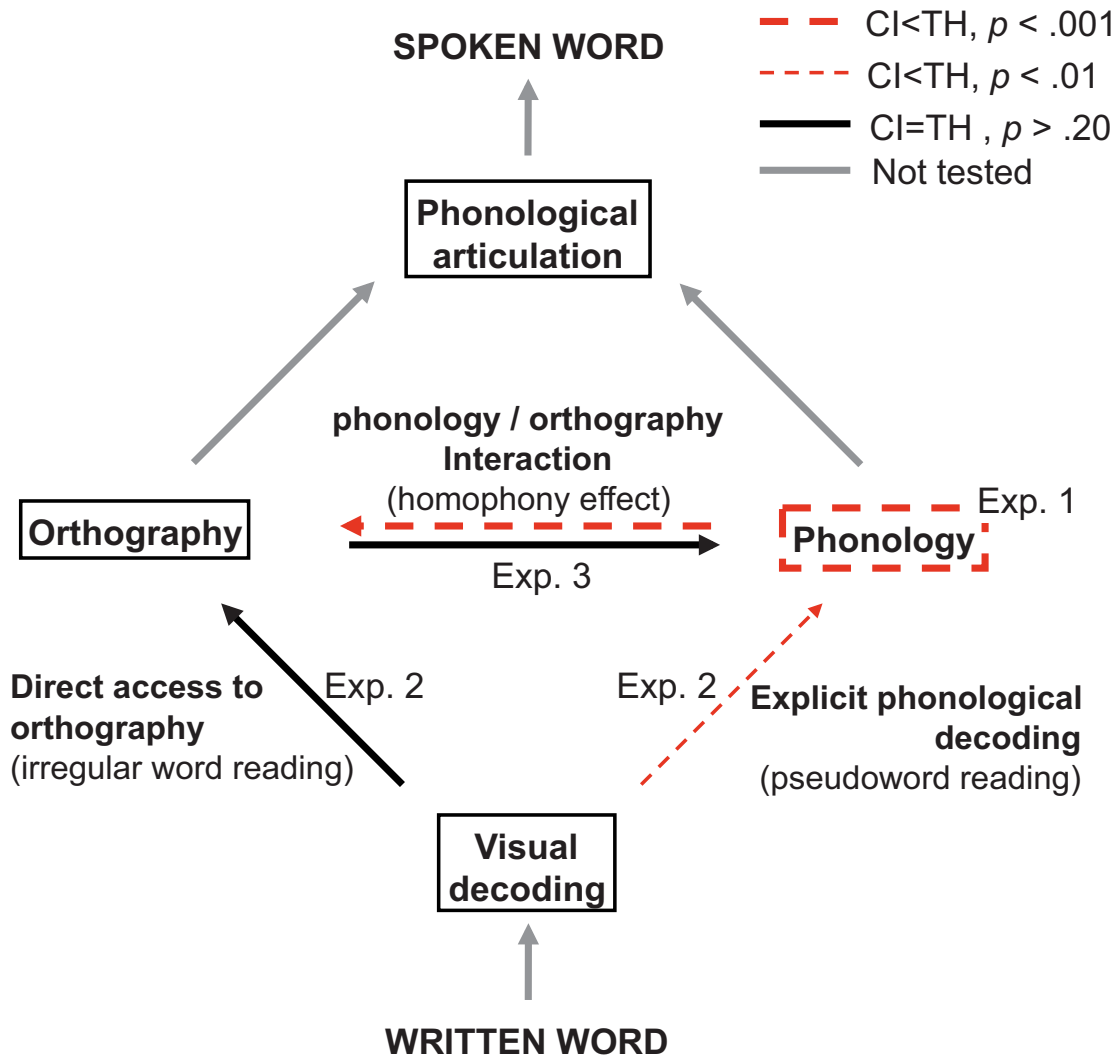 CI<TH, p < .001
CI<TH, p < .01
CI=TH , p > .20
Not tested
SPOKEN WORD
Phonological
articulation
phonology / orthography
Interaction
(homophony effect)
Orthography
Exp. 1
Phonology
Exp. 3
Direct access to
orthography
(irregular word reading)
Exp. 2
Exp. 2
Explicit phonological
decoding
(pseudoword reading)
Visual
decoding
WRITTEN WORD